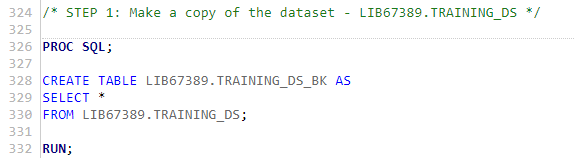 324 /* STEP 1: Make a copy of the dataset - LIB67389.TRAINING_DS */
325
326 PROC SQL;
327
328 CREATE TABLE LIB67389.TRAINING_DS_BK AS
329 SELECT *
330 FROM LIB67389.TRAINING_DS;
331
332 RUN;